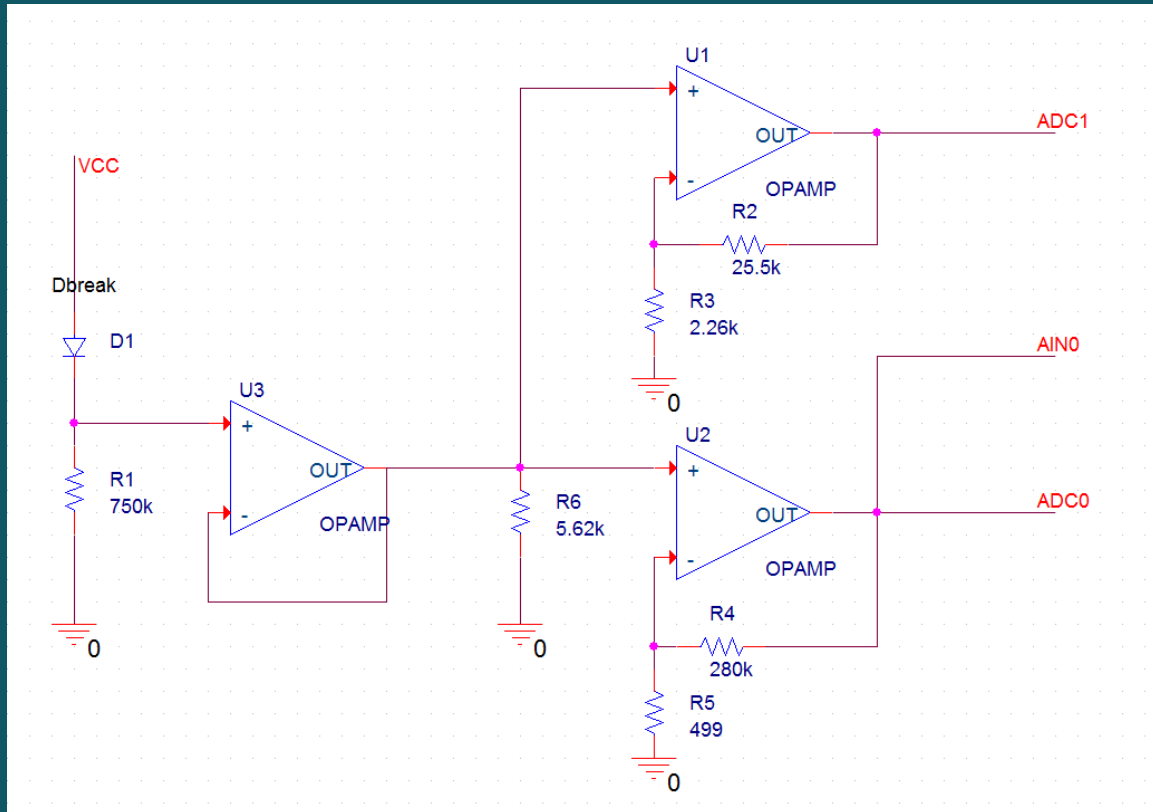 U1
+
OUT
ADC1
-
OPAMP
VCC
R2
25.5k
Dbreak
R3
2.26k
D1
AIN0
0
U3
+
U2
+
OUT
R1
750k
R6
5.62k
OUT
ADC0
-
OPAMP
-
OPAMP
R4
280k
0
0
R5
499
0